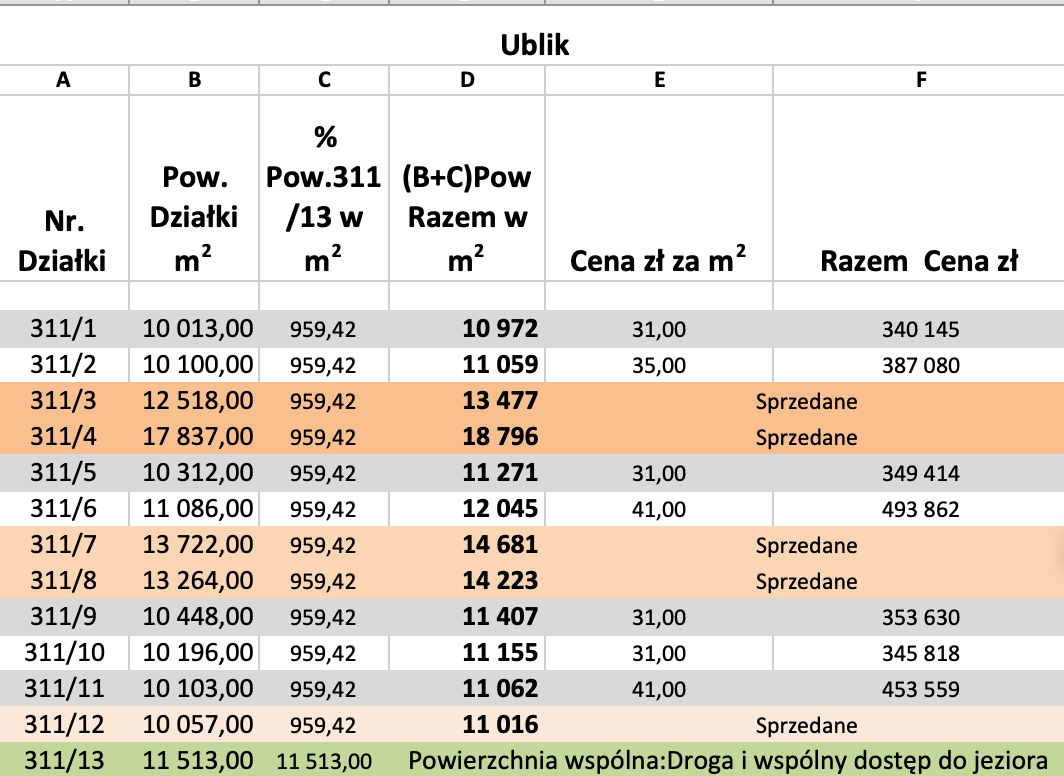 Ublik
A B C D E F
Nr. Działki Pow. Działki m² % Pow.311/13 w m² (B+C)Pow Razem w m² Cena zł za m² Razem Cena zł
311/1 10 013,00 959,42 10 972 31,00 340 145
311/2 10 100,00 959,42 11 059 35,00 387 080
311/3 12 518,00 959,42 13 477 Sprzedane
311/4 17 837,00 959,42 18 796 Sprzedane
311/5 10 312,00 959,42 11 271 31,00 349 414
311/6 11 086,00 959,42 12 045 41,00 493 862
311/7 13 722,00 959,42 14 681 Sprzedane
311/8 13 264,00 959,42 14 223 Sprzedane
311/9 10 448,00 959,42 11 407 31,00 353 630
311/10 10 196,00 959,42 11 155 31,00 345 818
311/11 10 103,00 959,42 11 062 41,00 453 559
311/12 10 057,00 959,42 11 016 Sprzedane
311/13 11 513,00 11 513,00 Powierzchnia wspólna:Droga i wspólny dostęp do jeziora